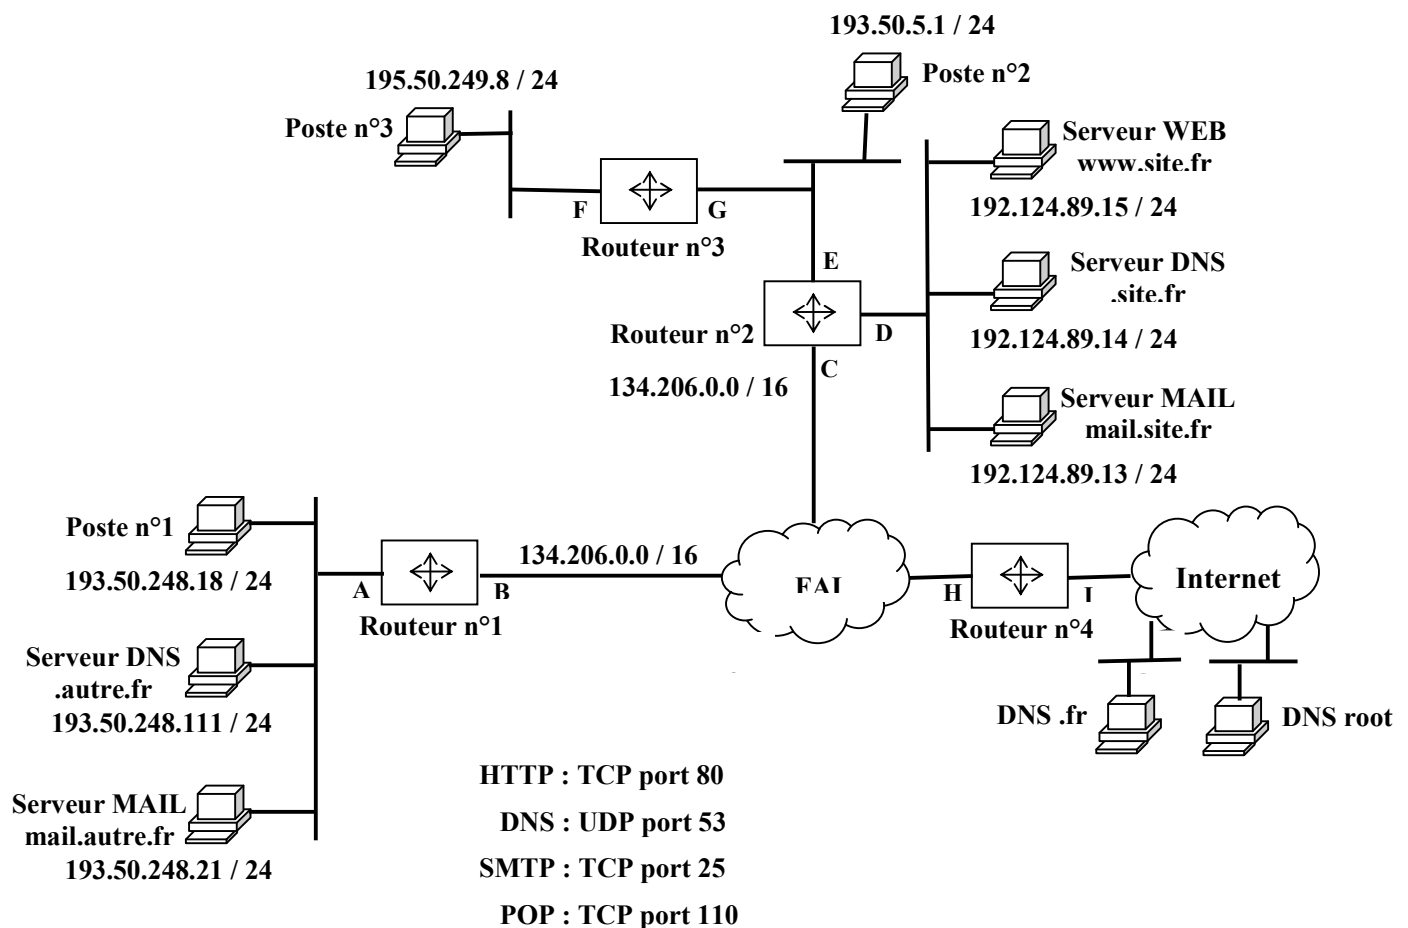 193.50.5.1 / 24
Poste n°2
195.50.249.8 / 24
Poste n°3
F
G
Routeur n°3
Serveur WEB
www.site.fr
192.124.89.15 / 24
Serveur DNS
.site.fr
192.124.89.14 / 24
Serveur MAIL
mail.site.fr
192.124.89.13 / 24
E
Routeur n°2
D
C
134.206.0.0 / 16
Poste n°1
193.50.248.18 / 24
Serveur DNS
.autre.fr
193.50.248.111 / 24
Serveur MAIL
mail.autre.fr
193.50.248.21 / 24
A
B
Routeur n°1
134.206.0.0 / 16
FAI
H
I
Routeur n°4
Internet
DNS .fr
DNS root
HTTP : TCP port 80
DNS : UDP port 53
SMTP : TCP port 25
POP : TCP port 110